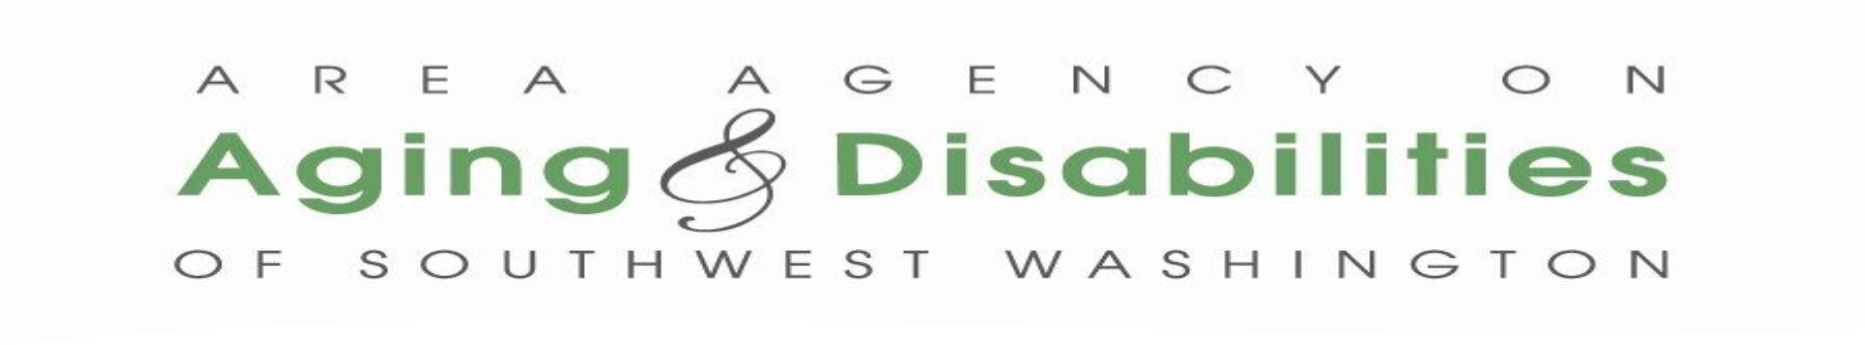 AREA AGENCY ON
Aging & Disabilities
OF SOUTHWEST WASHINGTON